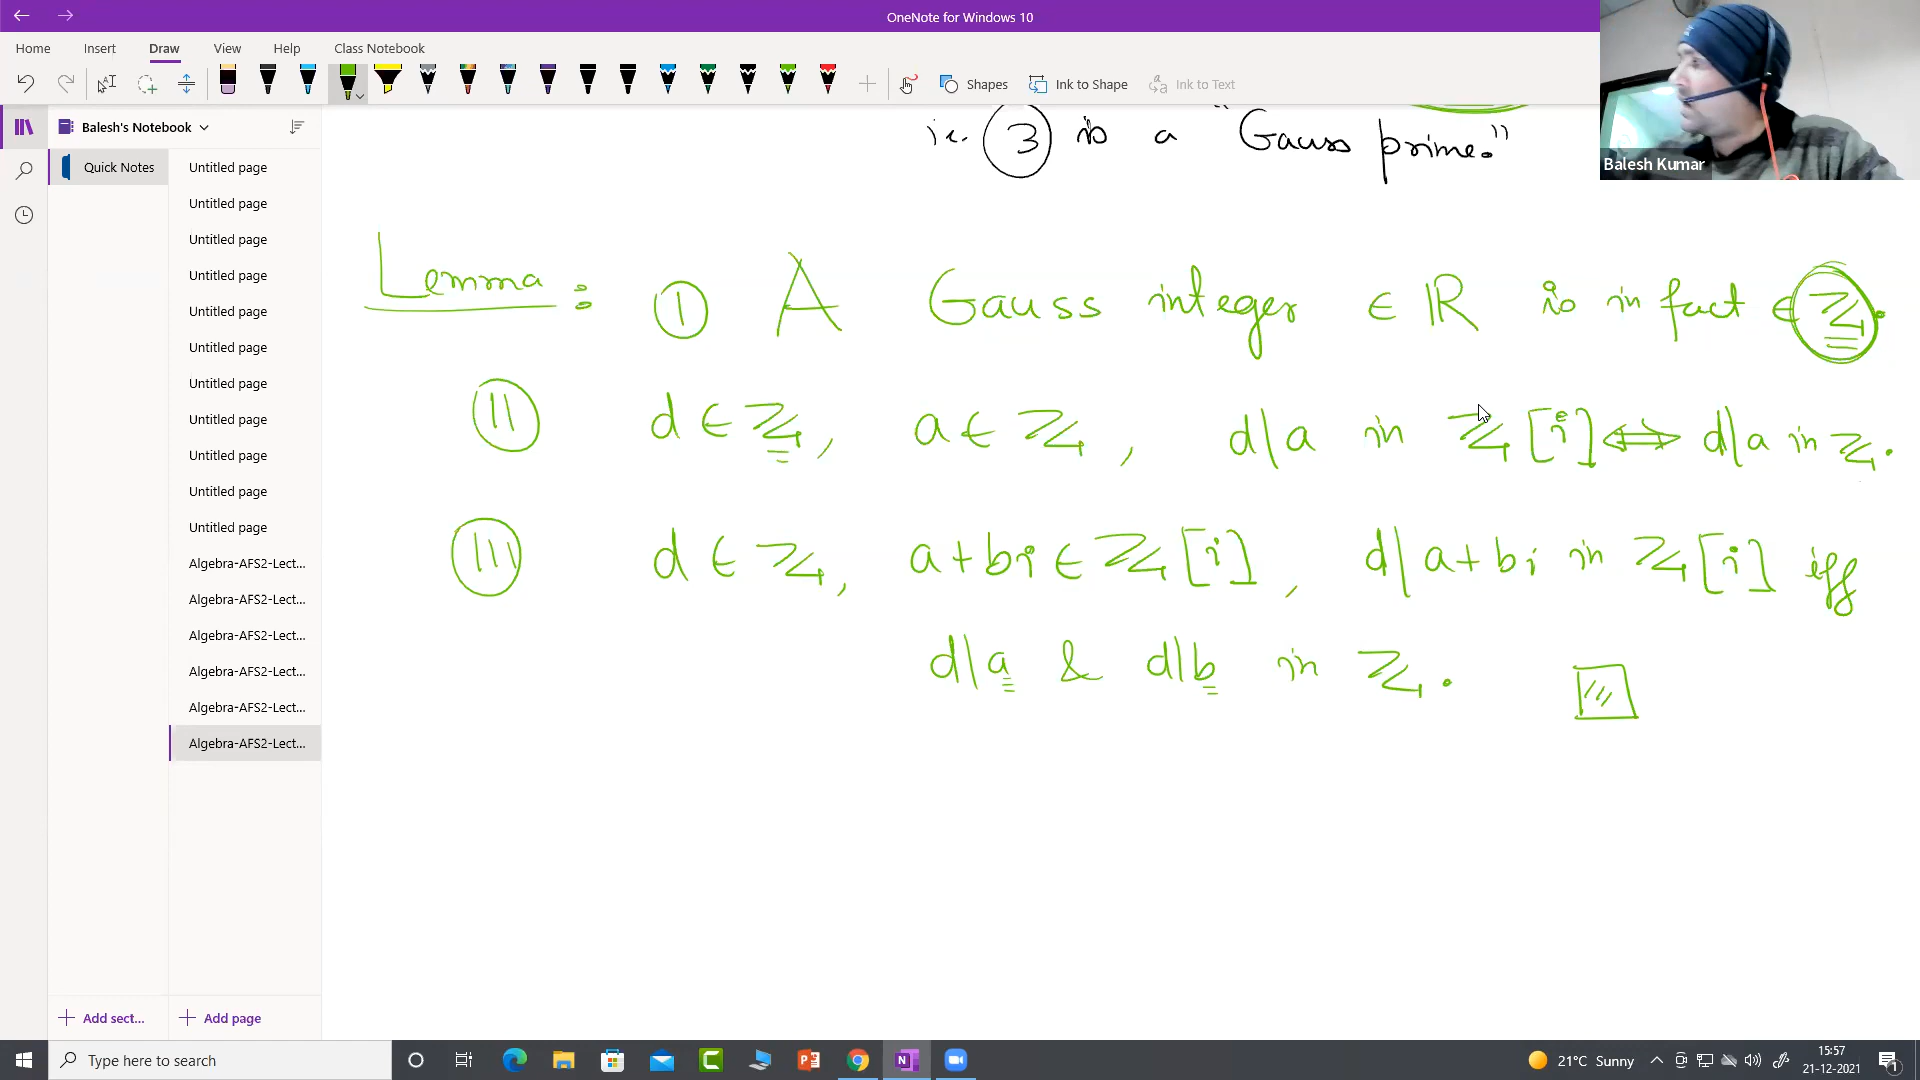 OneNote for Windows 10
Home Insert Draw View Help Class Notebook
Shapes Ink to Shape Ink to Text
Balesh's Notebook
Quick Notes
Untitled page
Untitled page
Untitled page
Untitled page
Untitled page
Untitled page
Untitled page
Untitled page
Untitled page
Untitled page
Untitled page
Algebra-AFS2-Lect...
Algebra-AFS2-Lect...
Algebra-AFS2-Lect...
Algebra-AFS2-Lect...
Algebra-AFS2-Lect...
Algebra-AFS2-Lect...
Add sect...
Add page
Balesh Kumar
i.e. 3 is a "Gauss prime."
Lemma : I A Gauss integer ∈ ℝ is in fact ∈ ℤ.
II d ∈ ℤ, a ∈ ℤ, d|a in ℤ[i] ⇔ d|a in ℤ.
III d ∈ ℤ, a+bi ∈ ℤ[i], d|a+bi in ℤ[i] iff
d|a & d|b in ℤ.
Type here to search
21°C Sunny
15:57
21-12-2021
1